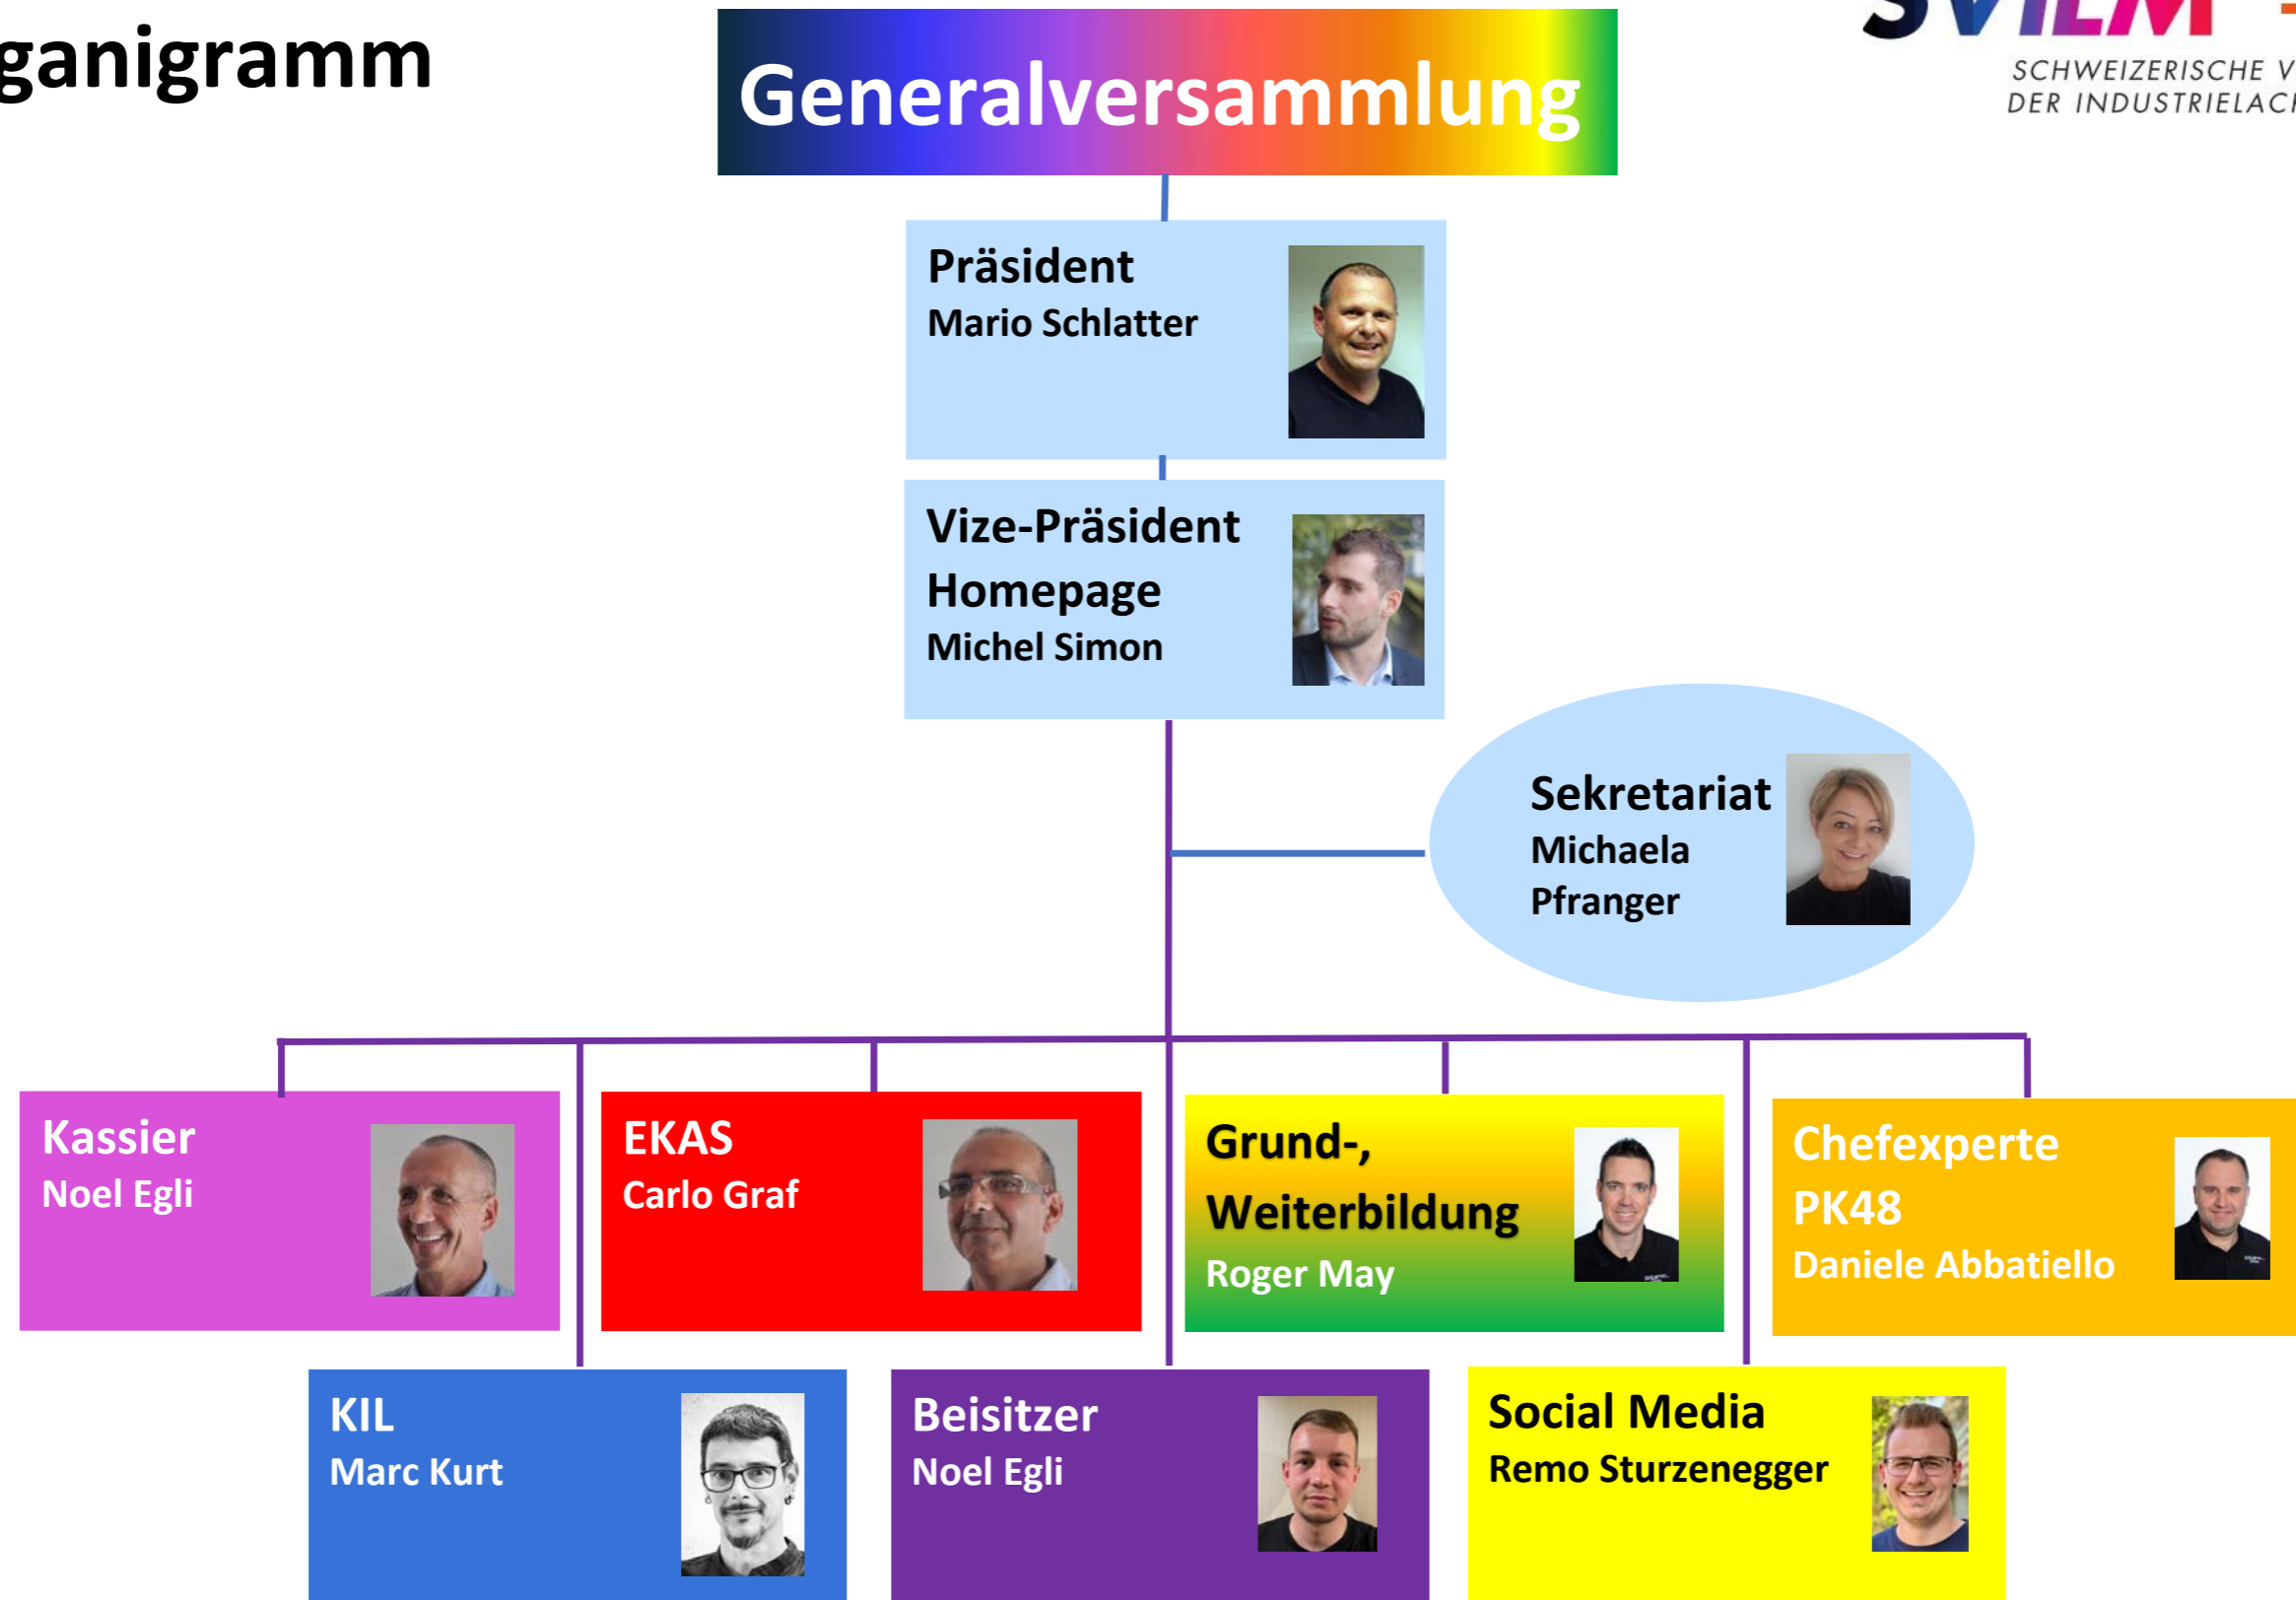 ganigramm
Generalversammlung
SVILM
SCHWEIZERISCHE V
DER INDUSTRIELAC
Präsident
Mario Schlatter
Vize-Präsident
Homepage
Michel Simon
Sekretariat
Michaela
Pfranger
Kassier
Noel Egli
EKAS
Carlo Graf
Grund-,
Weiterbildung
Roger May
Chefexperte
PK48
Daniele Abbatiello
KIL
Marc Kurt
Beisitzer
Noel Egli
Social Media
Remo Sturzenegger